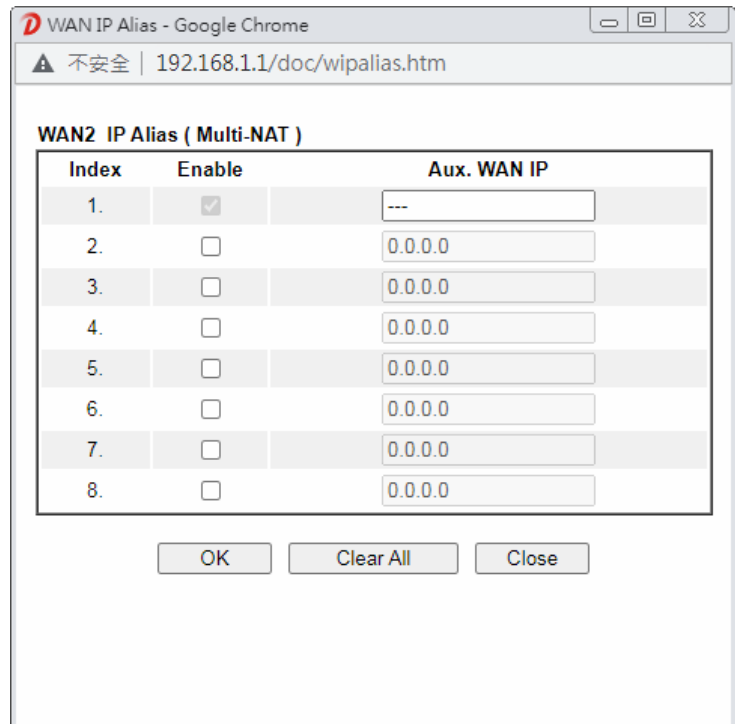 WAN IP Alias - Google Chrome
不安全 | 192.168.1.1/doc/wipalias.htm
WAN2 IP Alias ( Multi-NAT )
Index Enable Aux. WAN IP
1. ---
2. 0.0.0.0
3. 0.0.0.0
4. 0.0.0.0
5. 0.0.0.0
6. 0.0.0.0
7. 0.0.0.0
8. 0.0.0.0
OK Clear All Close